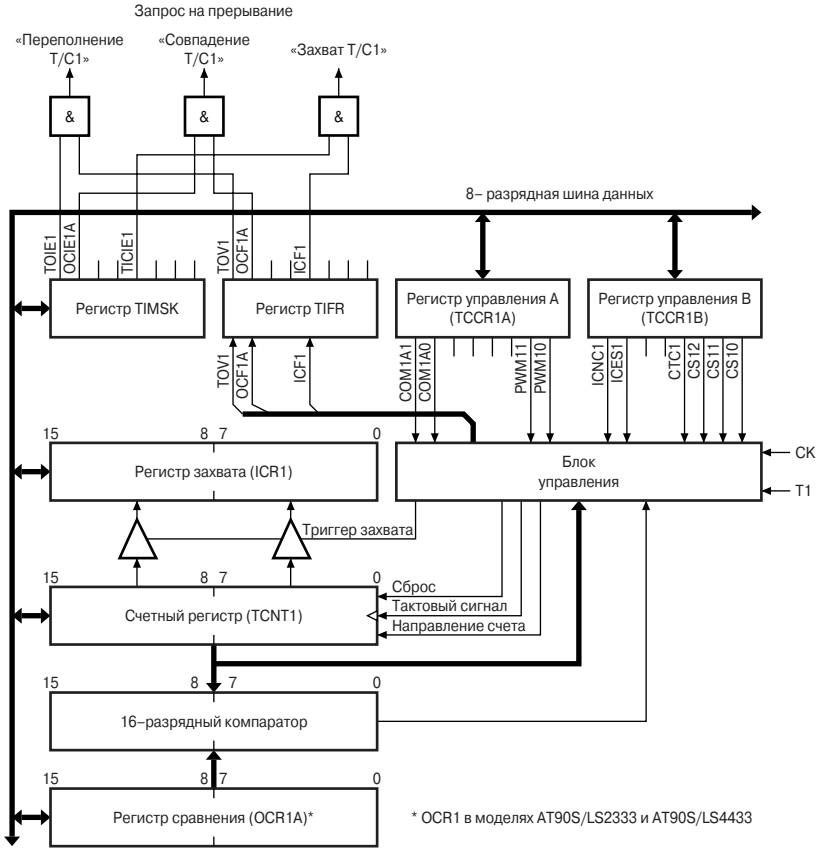 Запрос на прерывание
«Переполнение
T/C1»
«Совпадение
T/C1»
«Захват T/C1»
&
&
&
8– разрядная шина данных
TOIE1
OCIE1A
TICIE1
TOV1
OCF1A
ICF1
Регистр TIMSK
Регистр TIFR
Регистр управления A
(TCCR1A)
Регистр управления B
(TCCR1B)
TOV1
OCF1A
ICF1
COM1A1
COM1A0
PWM11
PWM10
ICNC1
ICES1
CTC1
CS12
CS11
CS10
15
8
7
0
Регистр захвата (ICR1)
Блок
управления
CK
T1
Триггер захвата
15
8
7
0
Счетный регистр (TCNT1)
Сброс
Тактовый сигнал
Направление счета
15
8
7
0
16–разрядный компаратор
15
8
7
0
Регистр сравнения (OCR1A)*
* OCR1 в моделях AT90S/LS2333 и AT90S/LS4433